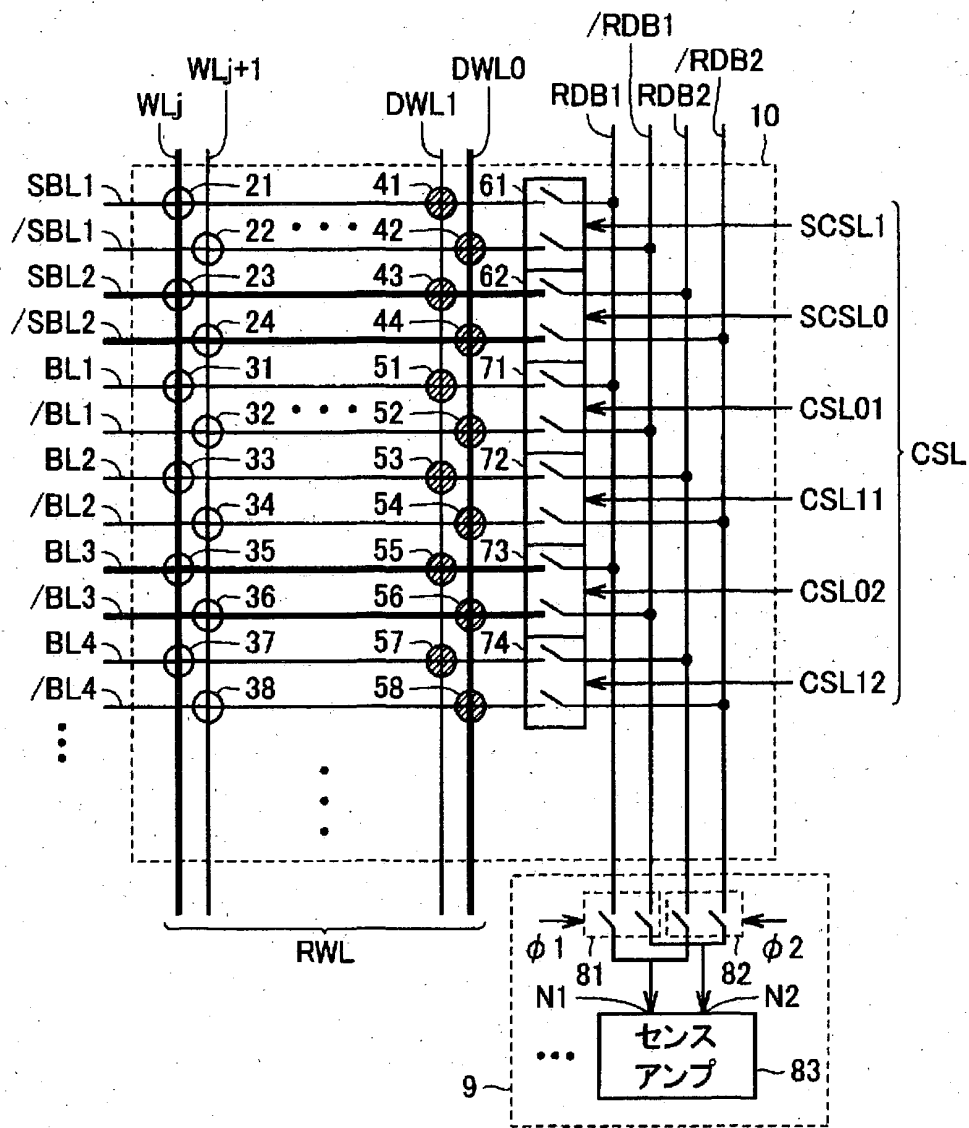 /RDB1
WLj+1 DWL0 /RDB2
WLj DWL1 RDB1 RDB2
10
SBL1 21 41 61
SCSL1
/SBL1 22 42
SBL2 23 43 62
SCSL0
/SBL2 24 44
BL1 31 51 71
CSL01
/BL1 32 52
CSL
BL2 33 53 72
CSL11
/BL2 34 54
BL3 35 55 73
CSL02
/BL3 36 56
BL4 37 57 74
CSL12
/BL4 38 58
RWL
φ1 81 82 φ2
N1 N2
センス
アンプ
83
9